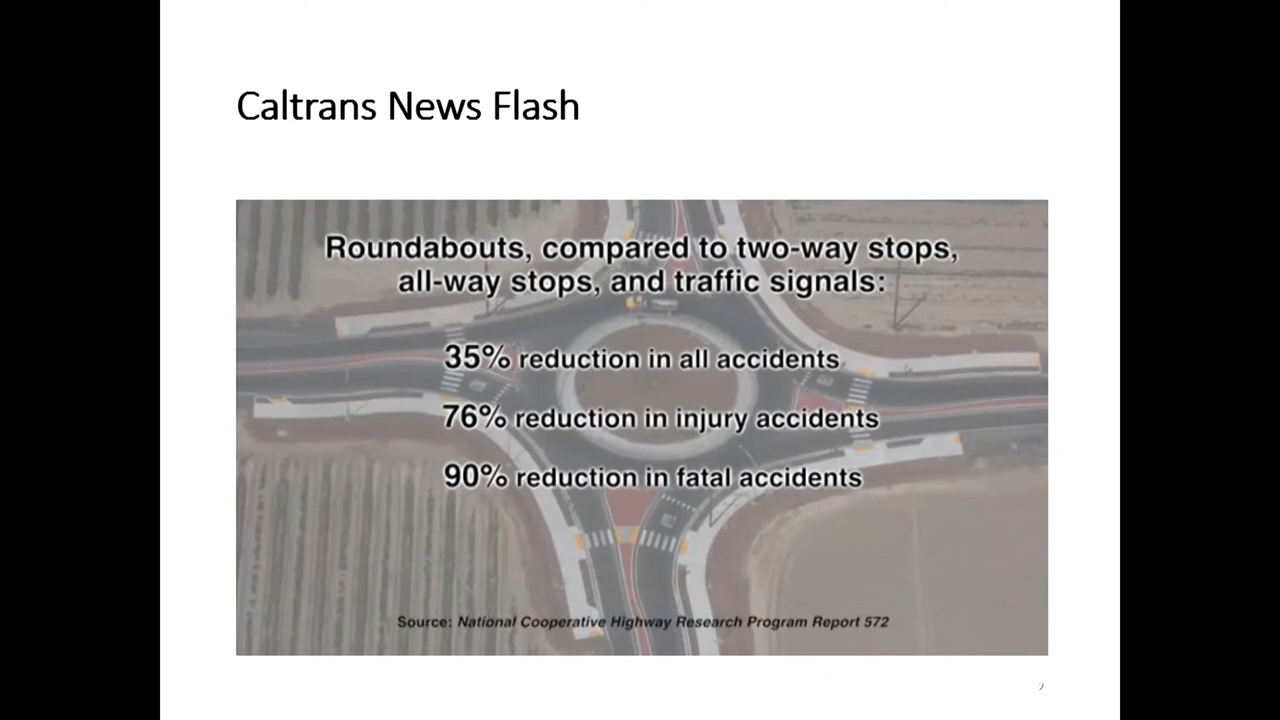 Caltrans News Flash
Roundabouts, compared to two-way stops,
all-way stops, and traffic signals:
35% reduction in all accidents
76% reduction in injury accidents
90% reduction in fatal accidents
Source: National Cooperative Highway Research Program Report 572